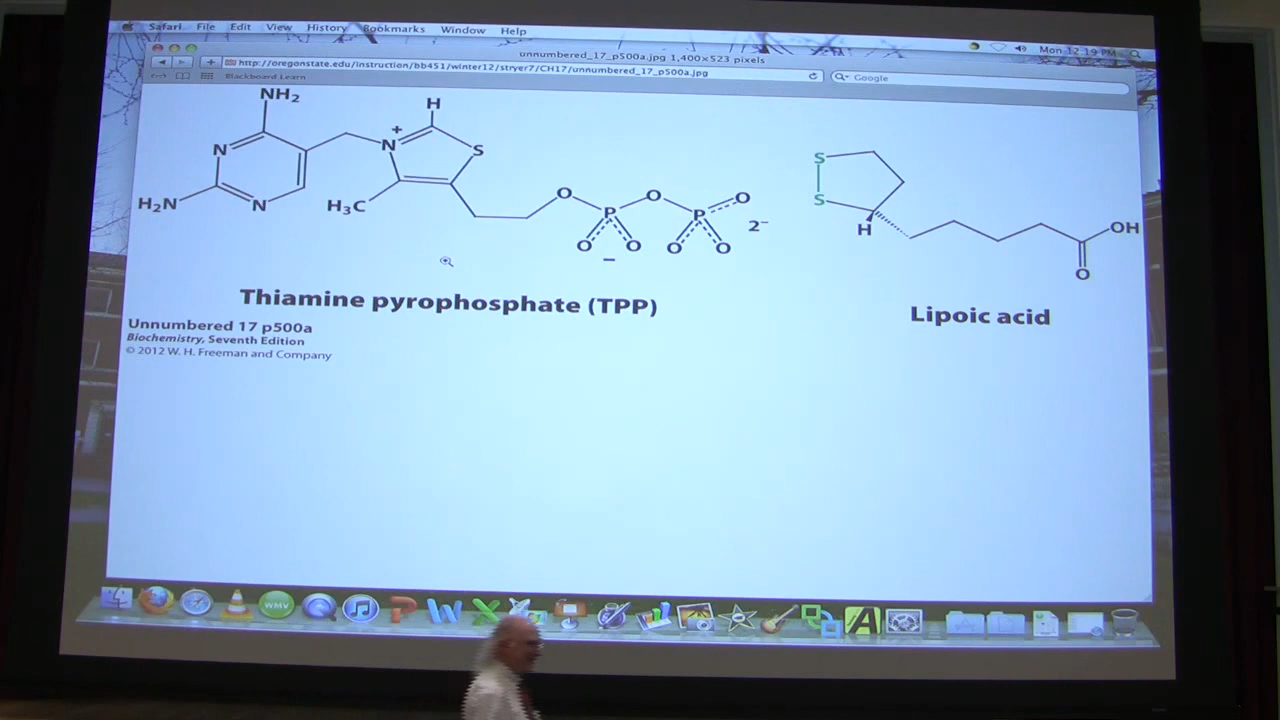 Safari File Edit View History Bookmarks Window Help
Mon 12:19 PM
unnumbered_17_p500a.jpg 1,400×523 pixels
http://oregonstate.edu/instruction/bb451/winter12/stryer7/CH17/unnumbered_17_p500a.jpg
Google
Blackboard Learn
NH2
N
H2N
N
H3C
N
+
H
S
O
P
O
O
−
O
P
O
O
O
2−
S
S
H
OH
O
Thiamine pyrophosphate (TPP)
Lipoic acid
Unnumbered 17 p500a
Biochemistry, Seventh Edition
© 2012 W. H. Freeman and Company
WMV
P
W
X
A